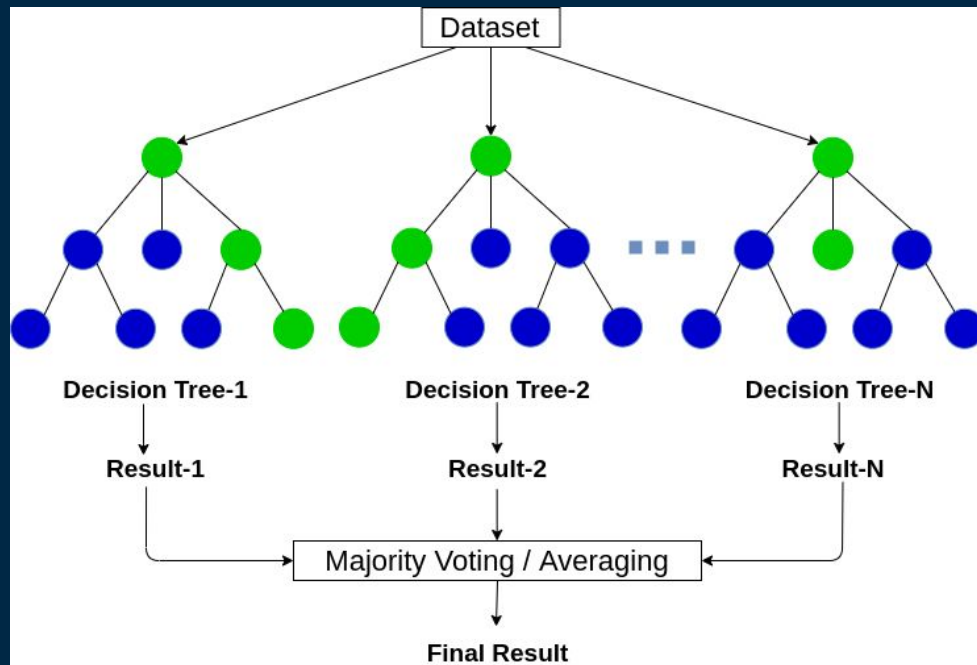 Dataset
Decision Tree-1
Decision Tree-2
Decision Tree-N
Result-1
Result-2
Result-N
Majority Voting / Averaging
Final Result